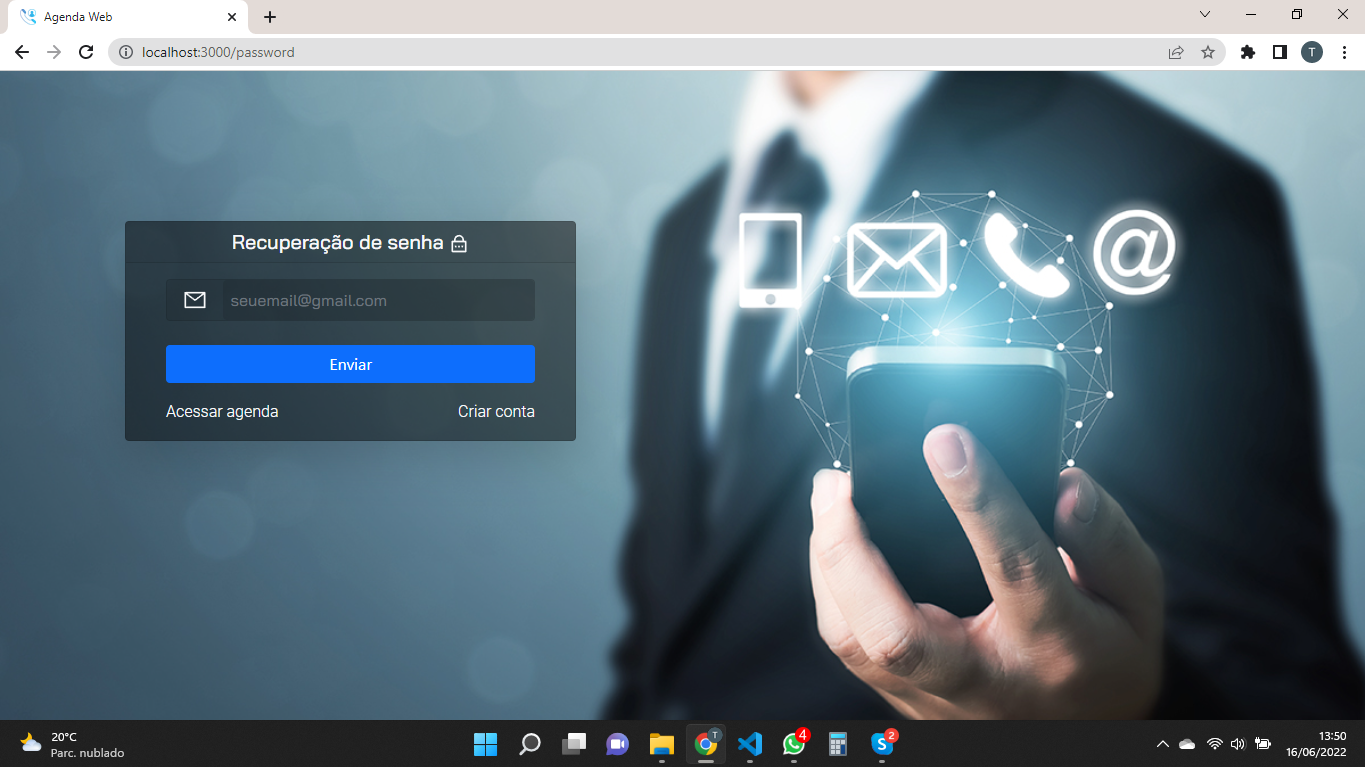 Agenda Web
localhost:3000/password
T
Recuperação de senha
seuemail@gmail.com
Enviar
Acessar agenda
Criar conta
@
20°C
Parc. nublado
T
4
2
13:50
16/06/2022